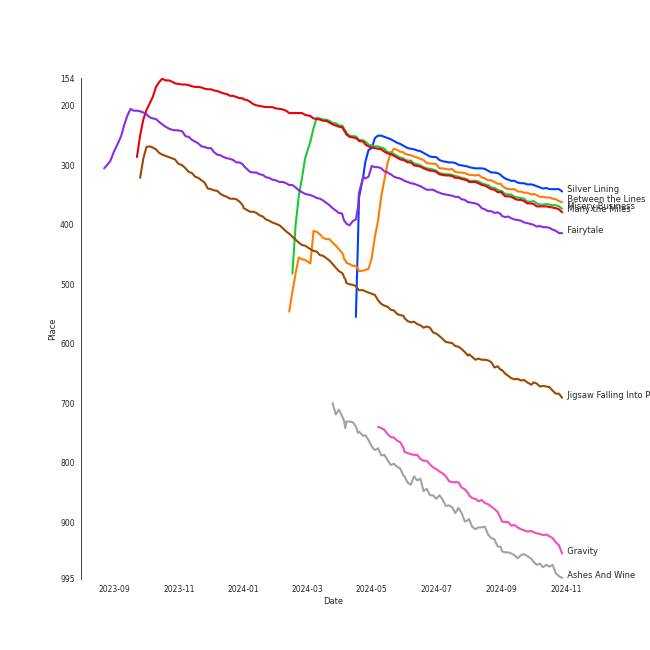 154
200
300
400
500
600
700
800
900
995
Place
2023-09
2023-11
2024-01
2024-03
2024-05
2024-07
2024-09
2024-11
Date
Silver Lining
Between the Lines
Misery Business
Many the Miles
Fairytale
Jigsaw Falling Into P
Gravity
Ashes And Wine